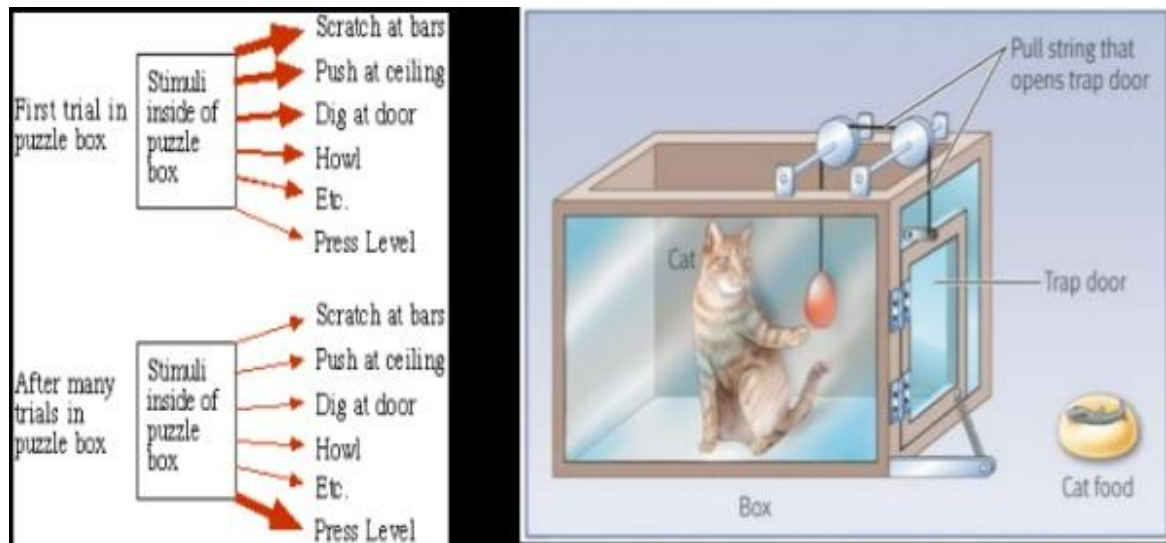 First trial in
puzzle box
Stimuli
inside of
puzzle
box
Scratch at bars
Push at ceiling
Dig at door
Howl
Etc.
Press Level
After many
trials in
puzzle box
Stimuli
inside of
puzzle
box
Scratch at bars
Push at ceiling
Dig at door
Howl
Etc.
Press Level
Pull string that
opens trap door
Cat
Trap door
Cat food
Box